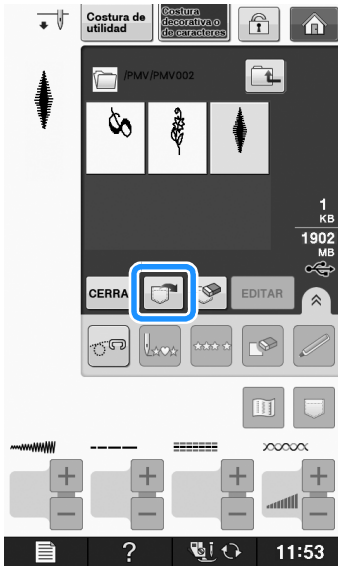 Costura de
utilidad
Costura
decorativa o
de caracteres
/PMV/PMV002
1
KB
1902
MB
CERRA
EDITAR
?
11:53